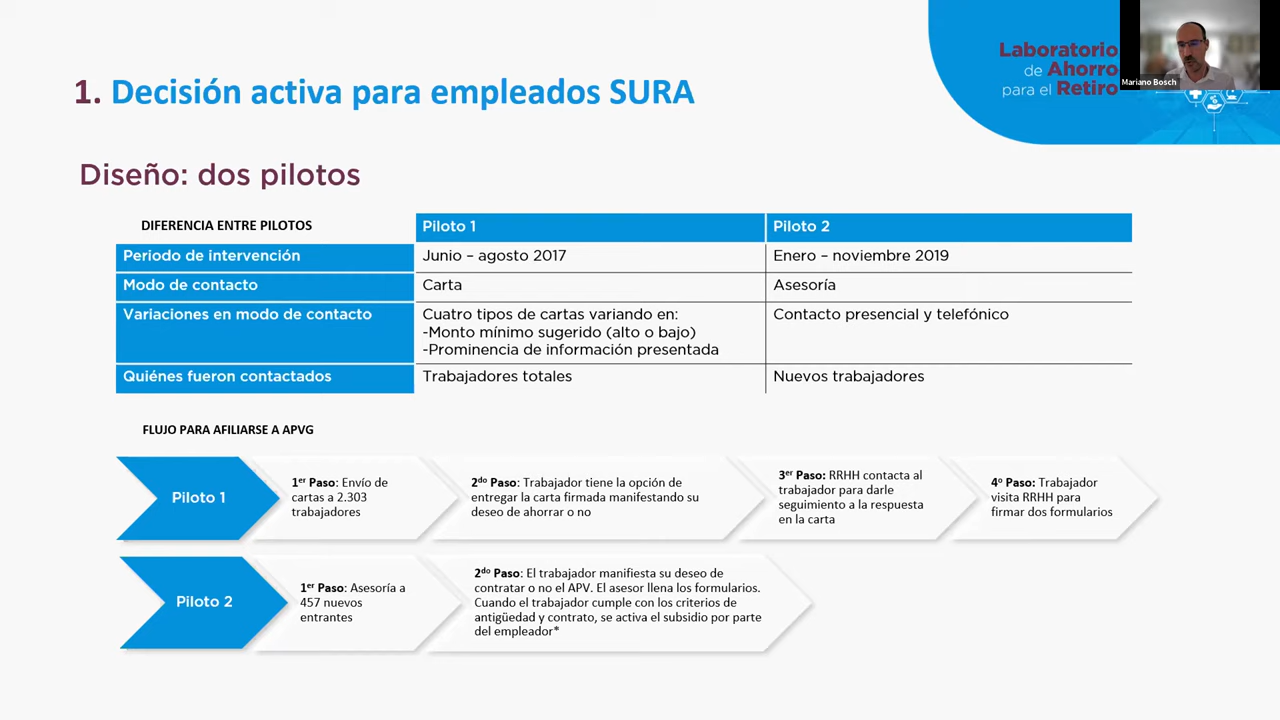 Laboratorio
de Ahorro
para el Retiro
Mariano Bosch
1. Decisión activa para empleados SURA
Diseño: dos pilotos
DIFERENCIA ENTRE PILOTOS
Piloto 1
Piloto 2
Periodo de intervención
Junio – agosto 2017
Enero – noviembre 2019
Modo de contacto
Carta
Asesoría
Variaciones en modo de contacto
Cuatro tipos de cartas variando en:
-Monto mínimo sugerido (alto o bajo)
-Prominencia de información presentada
Contacto presencial y telefónico
Quiénes fueron contactados
Trabajadores totales
Nuevos trabajadores
FLUJO PARA AFILIARSE A APVG
Piloto 1
1er Paso: Envío de
cartas a 2.303
trabajadores
2do Paso: Trabajador tiene la opción de
entregar la carta firmada manifestando su
deseo de ahorrar o no
3er Paso: RRHH contacta al
trabajador para darle
seguimiento a la respuesta
en la carta
4o Paso: Trabajador
visita RRHH para
firmar dos formularios
Piloto 2
1er Paso: Asesoría a
457 nuevos
entrantes
2do Paso: El trabajador manifiesta su deseo de
contratar o no el APV. El asesor llena los formularios.
Cuando el trabajador cumple con los criterios de
antigüedad y contrato, se activa el subsidio por parte
del empleador*